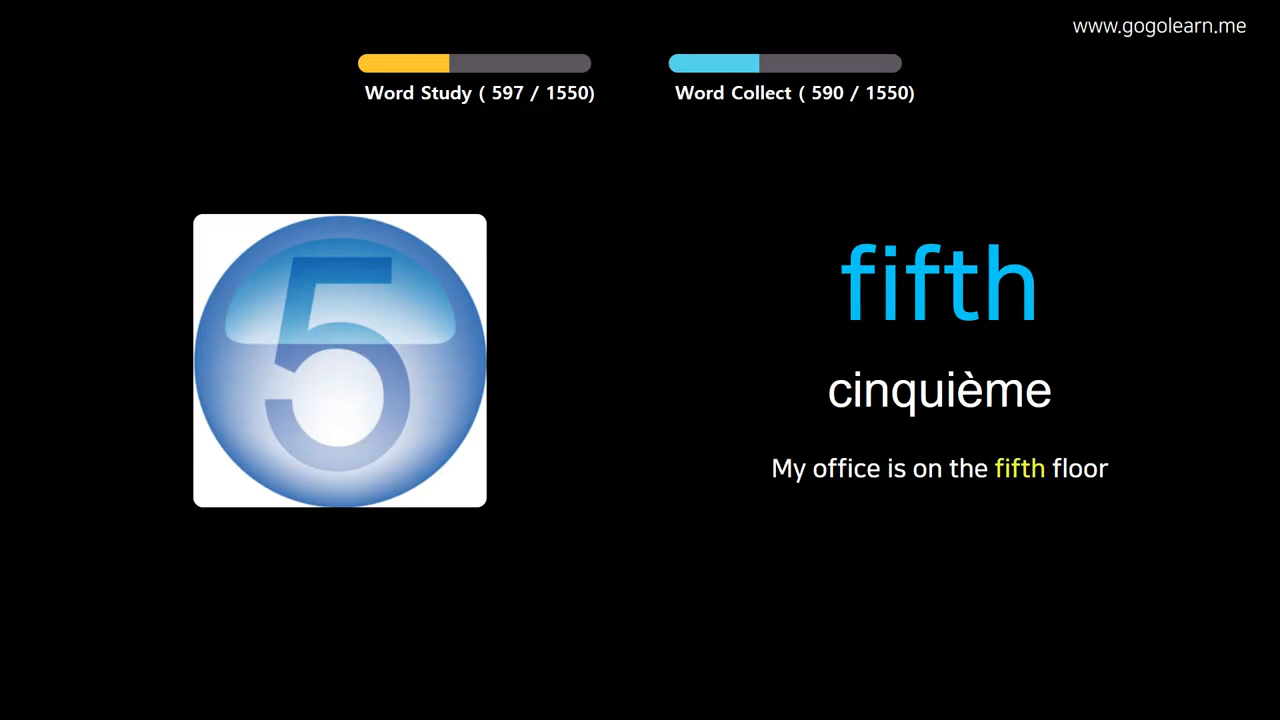 www.gogolearn.me
Word Study ( 597 / 1550)
Word Collect ( 590 / 1550)
5
fifth
cinquième
My office is on the fifth floor